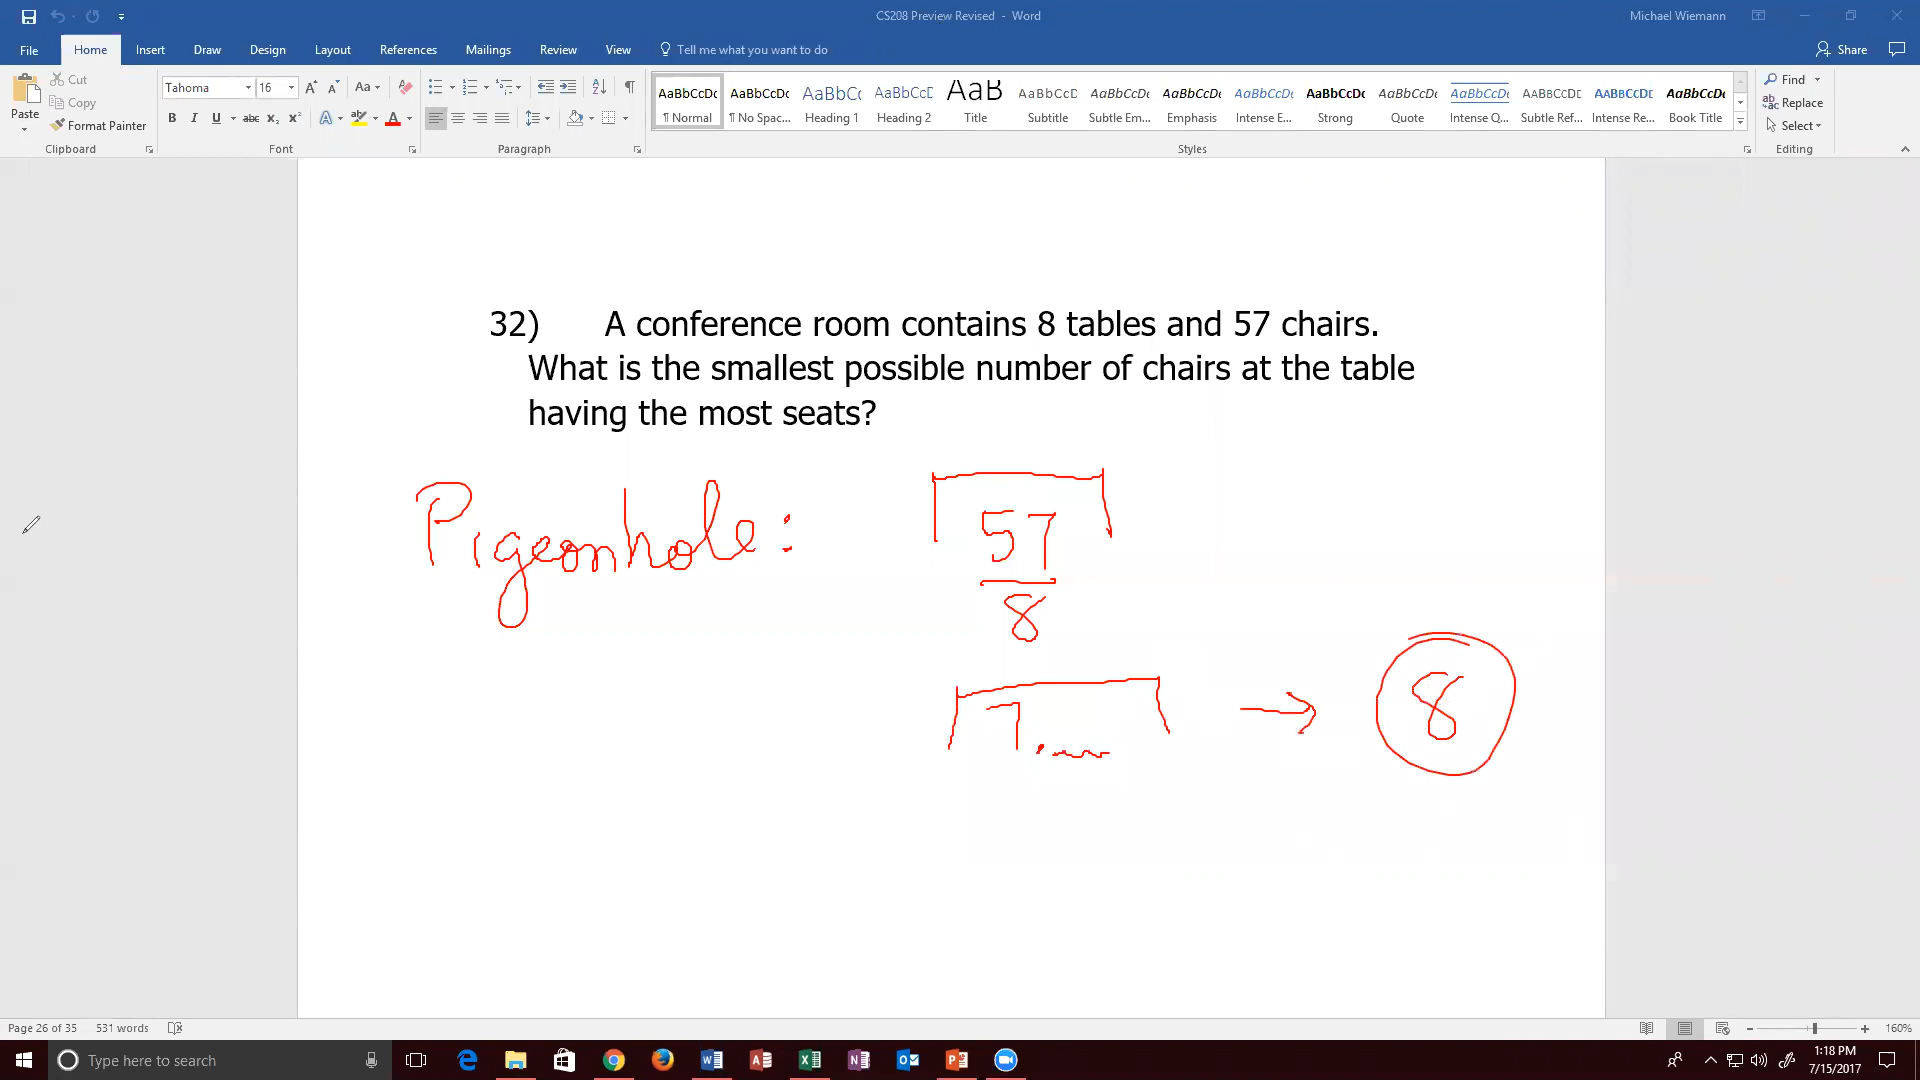 CS208 Preview Revised - Word
Michael Wiemann
File Home Insert Draw Design Layout References Mailings Review View Tell me what you want to do Share
Paste
Cut
Copy
Format Painter
Clipboard
Tahoma 16
Font
Paragraph
AaBbCcDc AaBbCcDc AaBbCc AaBbCcD AaB AaBbCcD AaBbCcDc AaBbCcDc AaBbCcDc AaBbCcDc AaBbCcDc AaBbCcDc AABBCCDC AABBCCDC AaBbCcDc
¶ Normal ¶ No Spac... Heading 1 Heading 2 Title Subtitle Subtle Em... Emphasis Intense E... Strong Quote Intense Q... Subtle Ref... Intense Re... Book Title
Styles
Find
Replace
Select
Editing
32) A conference room contains 8 tables and 57 chairs.
What is the smallest possible number of chairs at the table
having the most seats?
Pigeonhole:
57
8
7. → 8
Page 26 of 35 531 words
160%
Type here to search
1:18 PM
7/15/2017